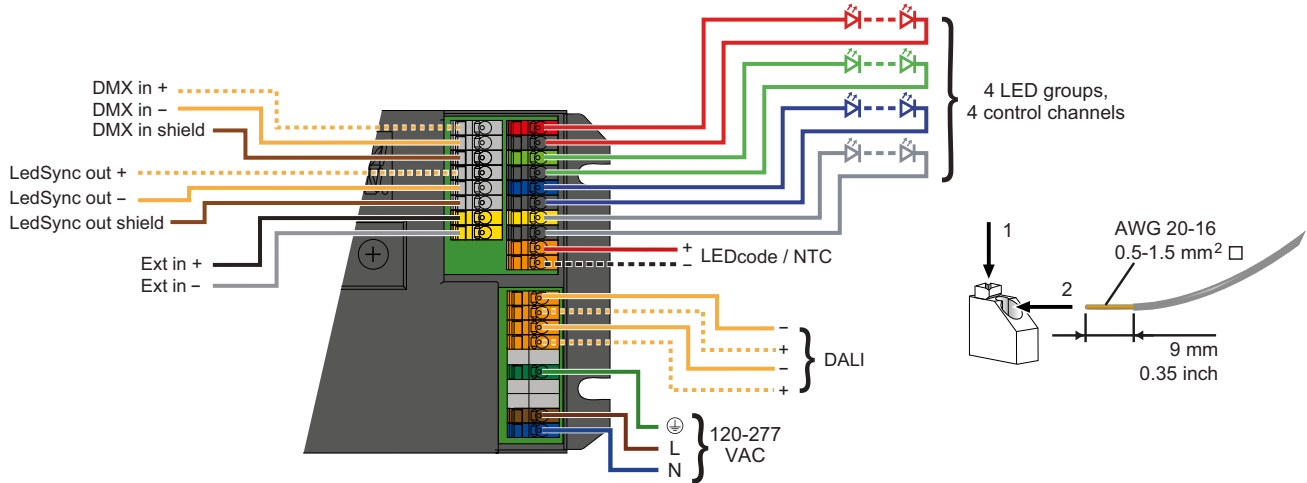 DMX in +
DMX in –
DMX in shield
LedSync out +
LedSync out –
LedSync out shield
Ext in +
Ext in –
4 LED groups,
4 control channels
+
– LEDcode / NTC
–
+
–
+
DALI
L
N
120-277
VAC
1
2
AWG 20-16
0.5-1.5 mm² □
9 mm
0.35 inch